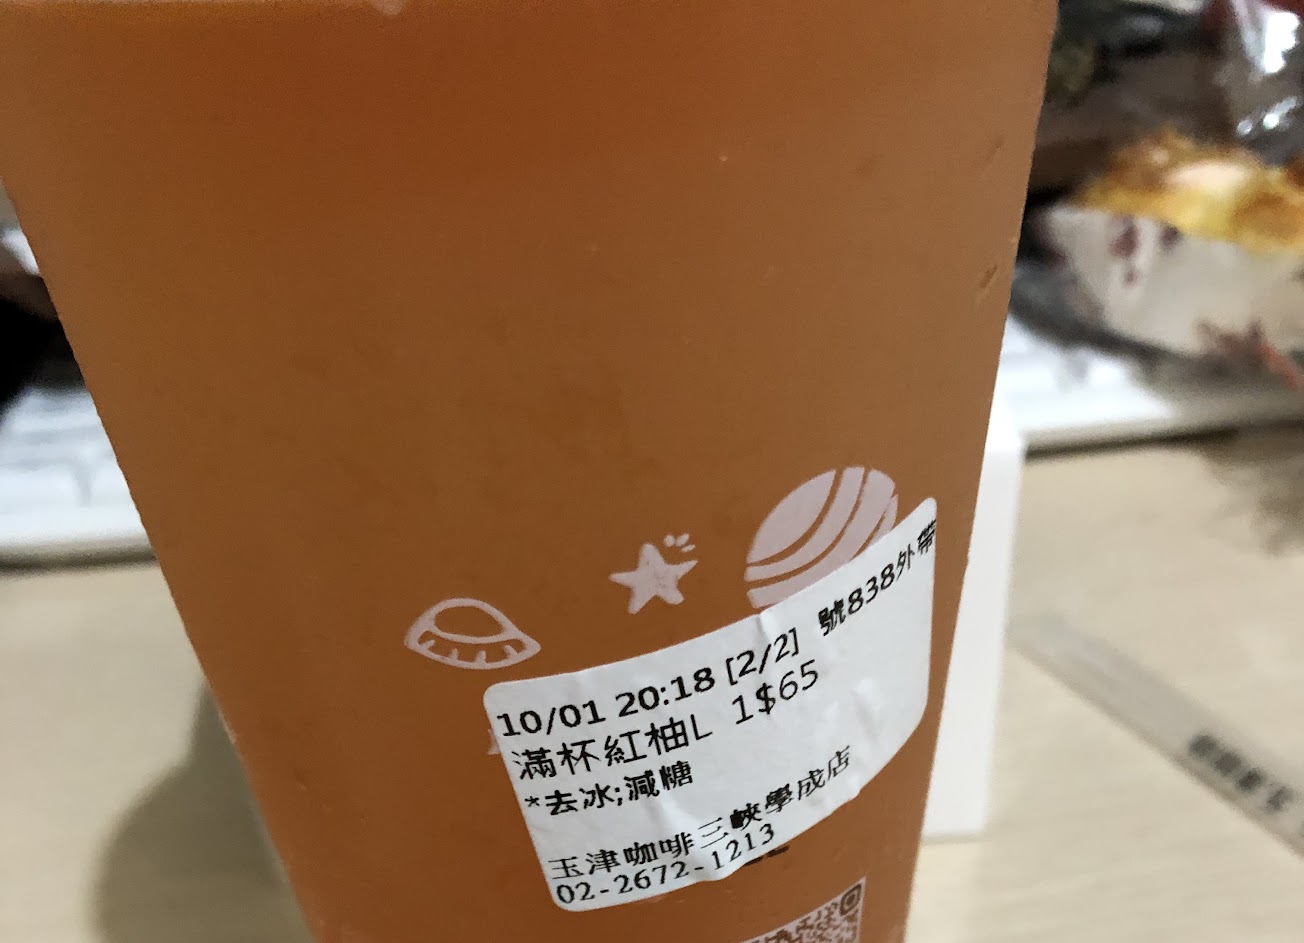 10/01 20:18 [2/2] 號838外帶
滿杯紅柚L 1$65
*去冰;減糖
玉津咖啡三峽學成店
02-2672-1213